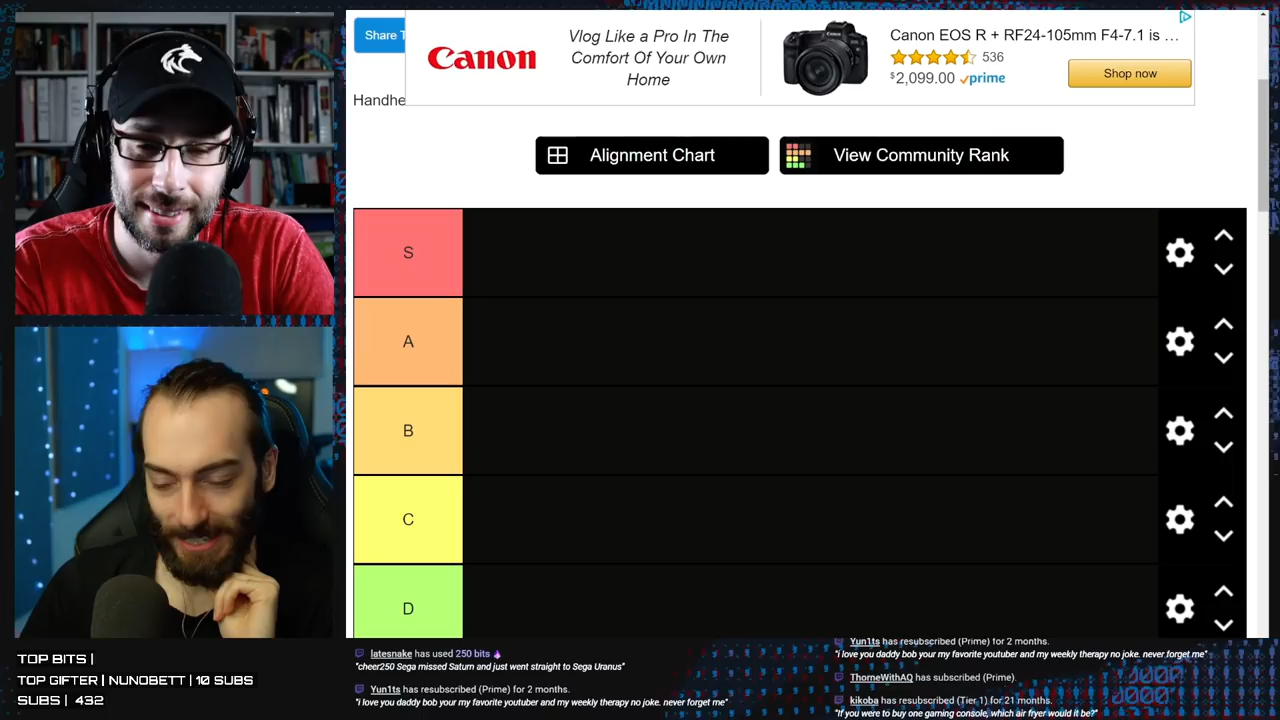 Share T
Canon
Vlog Like a Pro In The
Comfort Of Your Own
Home
Canon EOS R + RF24-105mm F4-7.1 is …
536
$2,099.00 prime
Shop now
Handhe
Alignment Chart
View Community Rank
S
A
B
C
D
TOP BITS |
TOP GIFTER | NUNOBETT | 10 SUBS
SUBS | 432
latesnake has used 250 bits
"cheer250 Sega missed Saturn and just went straight to Sega Uranus"
Yun1ts has resubscribed (Prime) for 2 months.
"i love you daddy bob your my favorite youtuber and my weekly therapy no joke. never forget me"
Yun1ts has resubscribed (Prime) for 2 months.
"i love you daddy bob your my favorite youtuber and my weekly therapy no joke. never forget me"
ThorneWithAQ has subscribed (Prime).
kikoba has resubscribed (Tier 1) for 21 months.
"If you were to buy one gaming console, which air fryer would it be?"